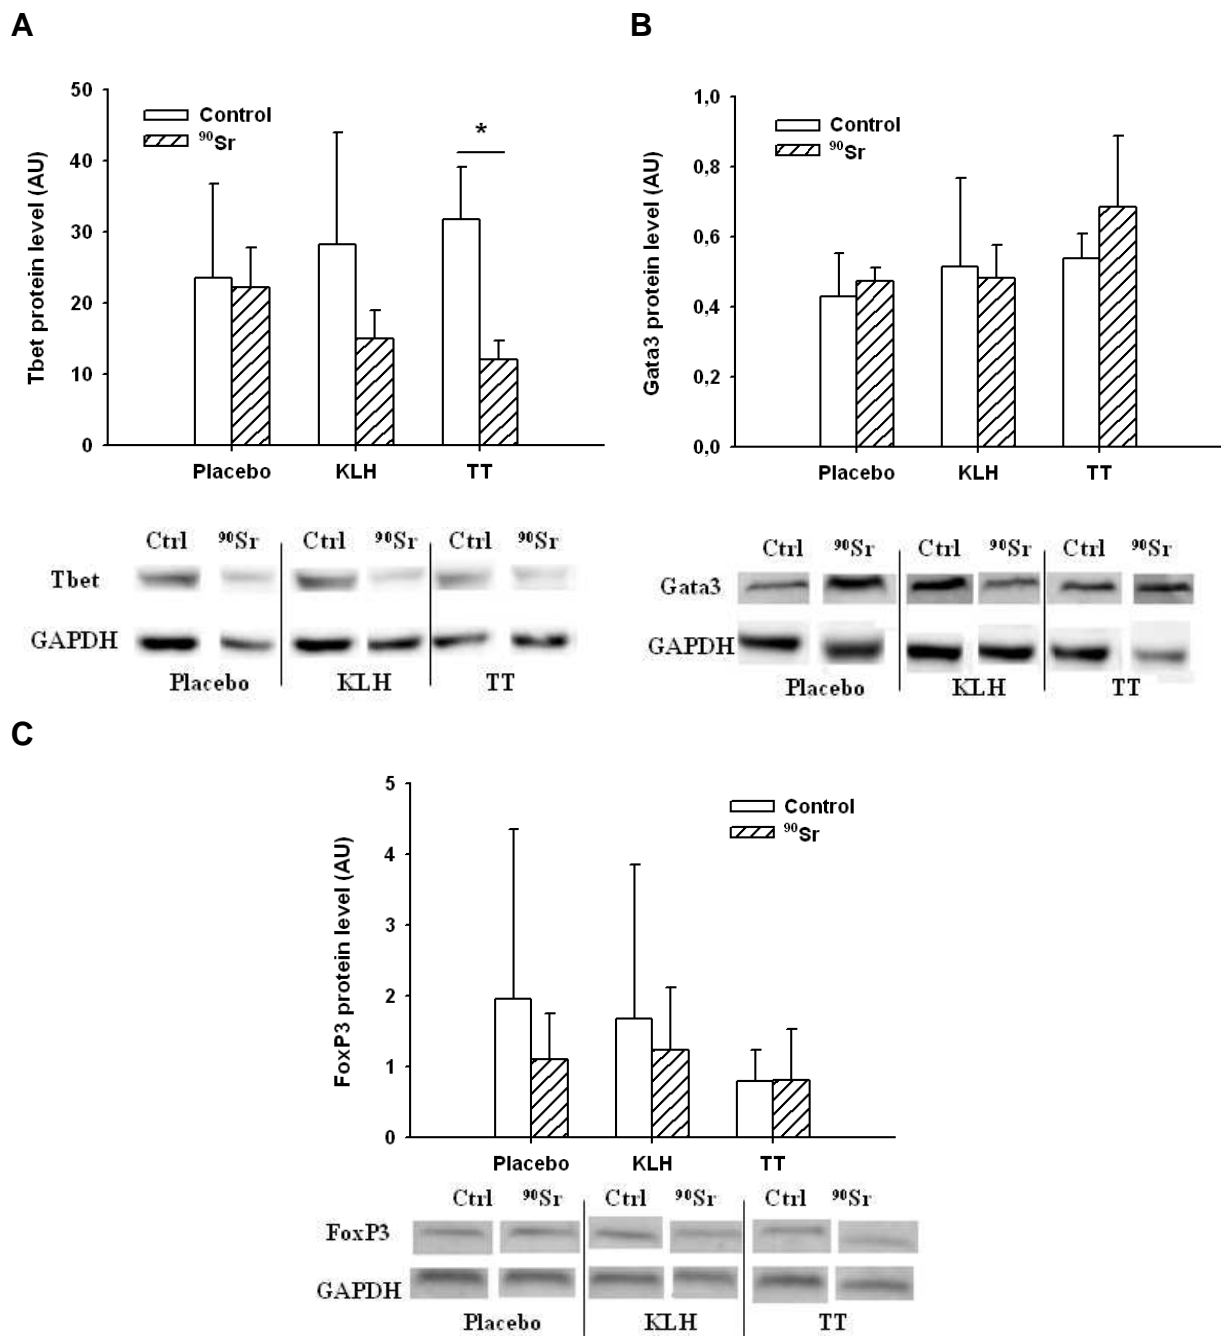 A
50
40
30
20
10
0
Tbet protein level (AU)
Control
⁹⁰Sr
*
Placebo KLH TT
Ctrl ⁹⁰Sr Ctrl ⁹⁰Sr Ctrl ⁹⁰Sr
Tbet
GAPDH
Placebo KLH TT
B
1,0
0,8
0,6
0,4
0,2
0,0
Gata3 protein level (AU)
Control
⁹⁰Sr
Placebo KLH TT
Ctrl ⁹⁰Sr Ctrl ⁹⁰Sr Ctrl ⁹⁰Sr
Gata3
GAPDH
Placebo KLH TT
C
5
4
3
2
1
0
FoxP3 protein level (AU)
Control
⁹⁰Sr
Placebo KLH TT
Ctrl ⁹⁰Sr Ctrl ⁹⁰Sr Ctrl ⁹⁰Sr
FoxP3
GAPDH
Placebo KLH TT